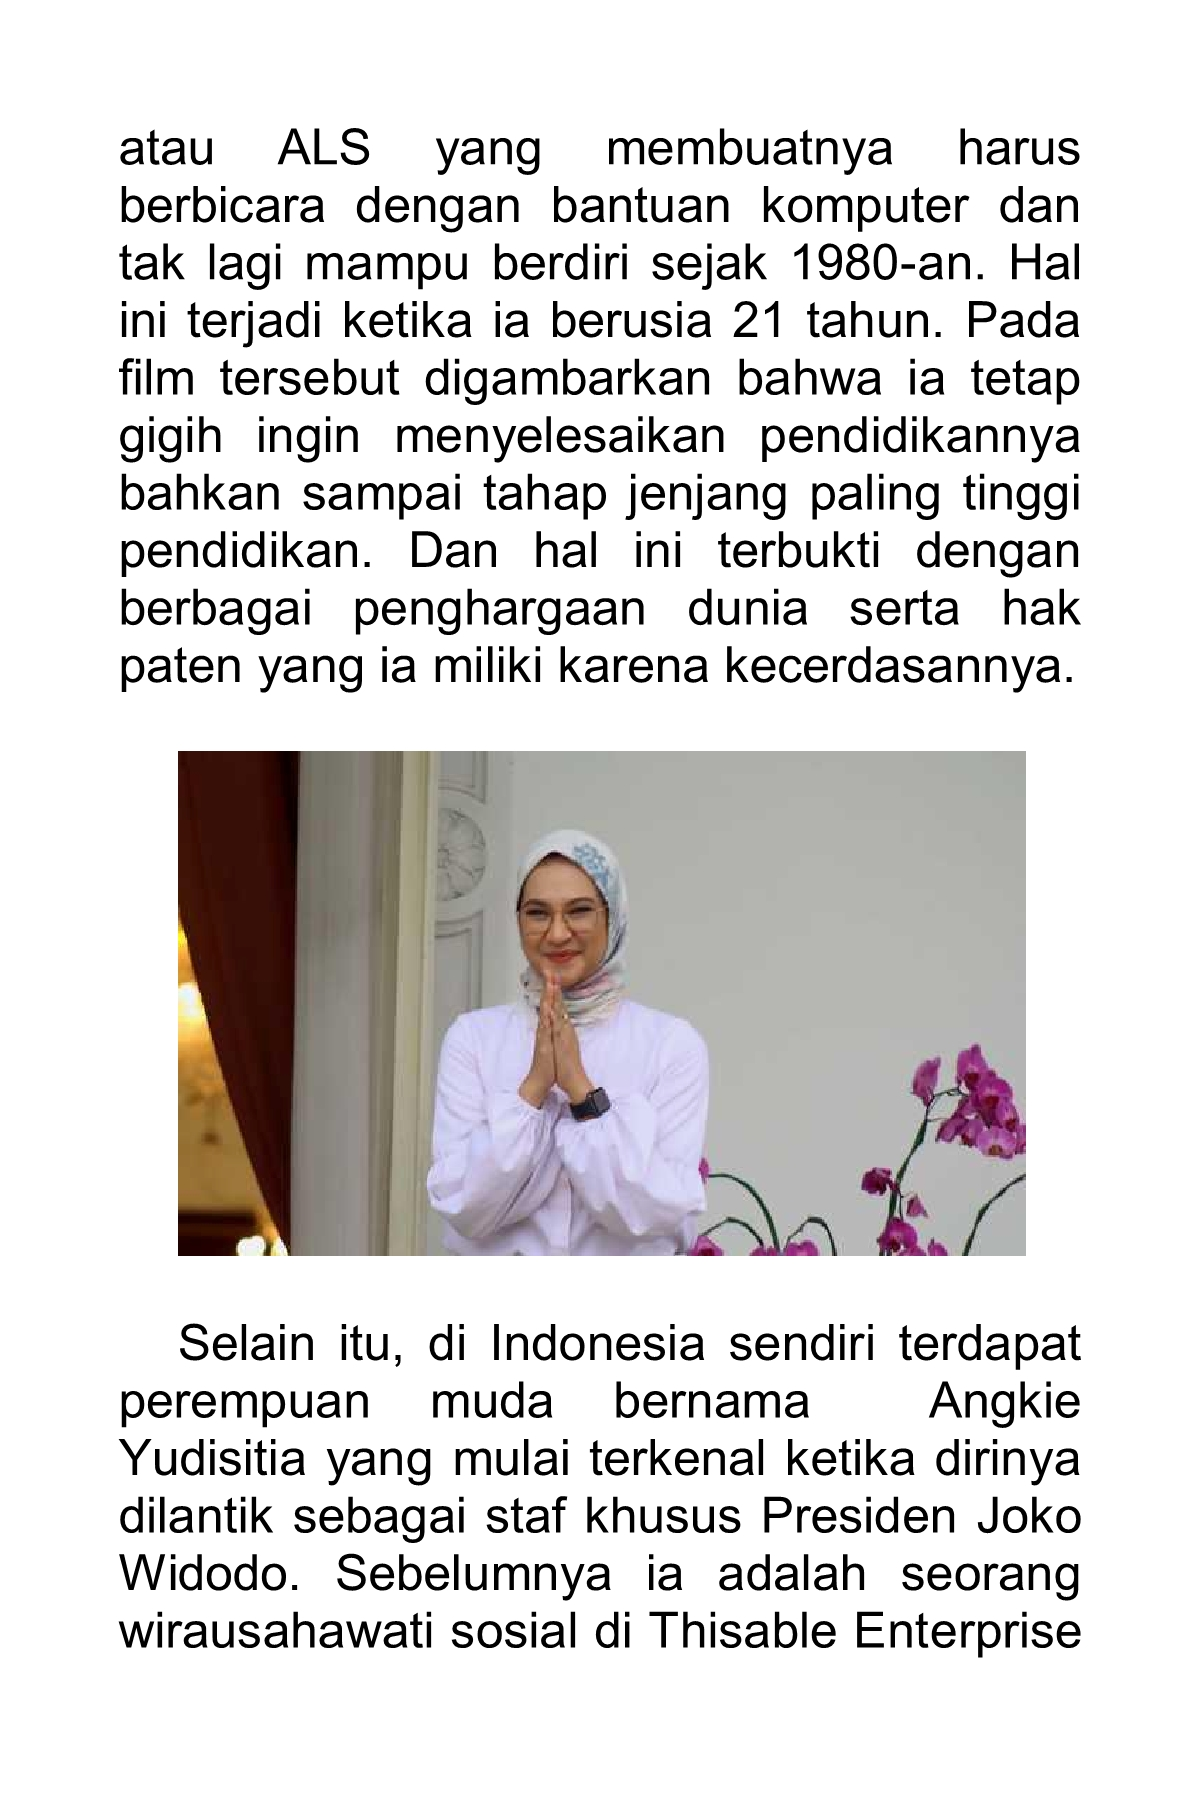 atau ALS yang membuatnya harus
berbicara dengan bantuan komputer dan
tak lagi mampu berdiri sejak 1980-an. Hal
ini terjadi ketika ia berusia 21 tahun. Pada
film tersebut digambarkan bahwa ia tetap
gigih ingin menyelesaikan pendidikannya
bahkan sampai tahap jenjang paling tinggi
pendidikan. Dan hal ini terbukti dengan
berbagai penghargaan dunia serta hak
paten yang ia miliki karena kecerdasannya.
Selain itu, di Indonesia sendiri terdapat
perempuan muda bernama Angkie
Yudisitia yang mulai terkenal ketika dirinya
dilantik sebagai staf khusus Presiden Joko
Widodo. Sebelumnya ia adalah seorang
wirausahawati sosial di Thisable Enterprise